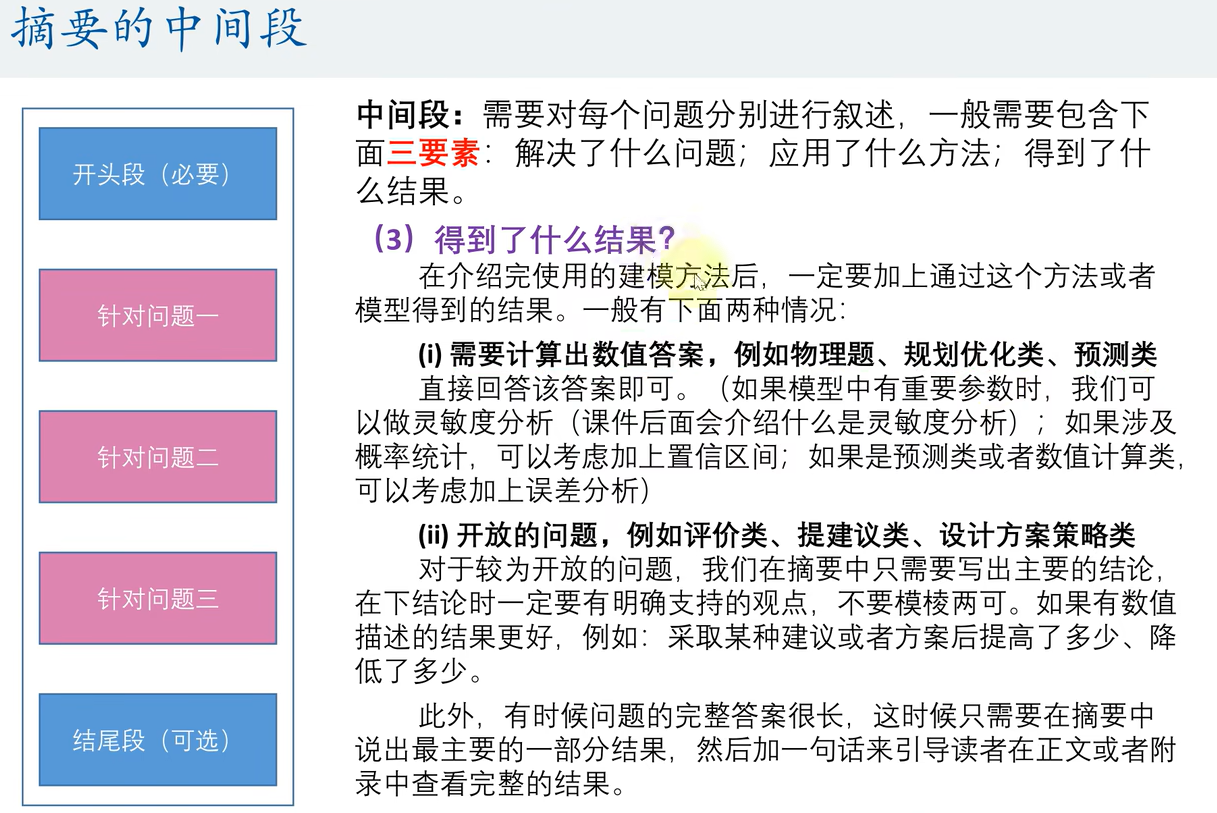 摘要的中间段
开头段（必要）
针对问题一
针对问题二
针对问题三
结尾段（可选）
中间段：需要对每个问题分别进行叙述，一般需要包含下
面三要素：解决了什么问题；应用了什么方法；得到了什
么结果。
（3）得到了什么结果？
在介绍完使用的建模方法后，一定要加上通过这个方法或者
模型得到的结果。一般有下面两种情况：
(i) 需要计算出数值答案，例如物理题、规划优化类、预测类
直接回答该答案即可。（如果模型中有重要参数时，我们可
以做灵敏度分析（课件后面会介绍什么是灵敏度分析）；如果涉及
概率统计，可以考虑加上置信区间；如果是预测类或者数值计算类，
可以考虑加上误差分析）
(ii) 开放的问题，例如评价类、提建议类、设计方案策略类
对于较为开放的问题，我们在摘要中只需要写出主要的结论，
在下结论时一定要有明确支持的观点，不要模棱两可。如果有数值
描述的结果更好，例如：采取某种建议或者方案后提高了多少、降
低了多少。
此外，有时候问题的完整答案很长，这时候只需要在摘要中
说出最主要的一部分结果，然后加一句话来引导读者在正文或者附
录中查看完整的结果。